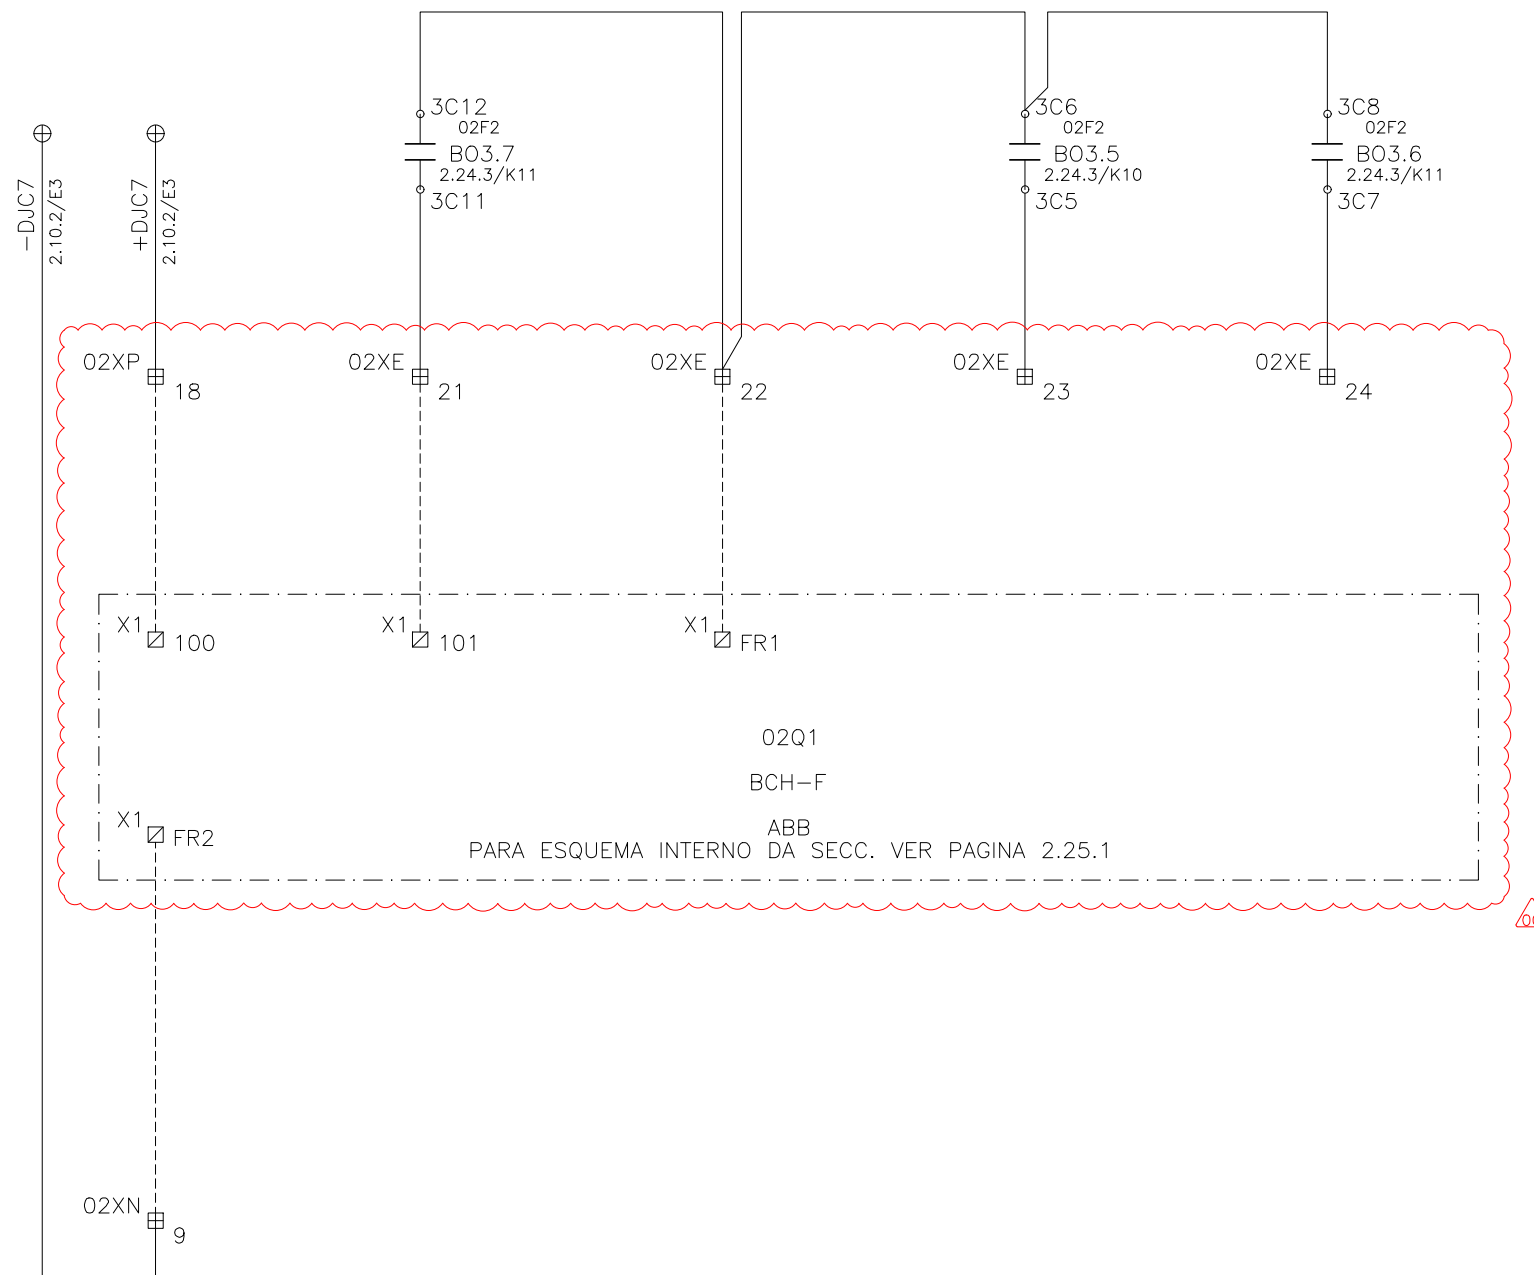 3C12
02F2
BO3.7
2.24.3/K11
3C11
3C6
02F2
BO3.5
2.24.3/K10
3C5
3C8
02F2
BO3.6
2.24.3/K11
3C7
-DJC7
2.10.2/E3
+DJC7
2.10.2/E3
02XP
18
02XE
21
02XE
22
02XE
23
02XE
24
X1
100
X1
101
X1
FR1
02Q1
BCH-F
ABB
PARA ESQUEMA INTERNO DA SECC. VER PAGINA 2.25.1
X1
FR2
02XN
9